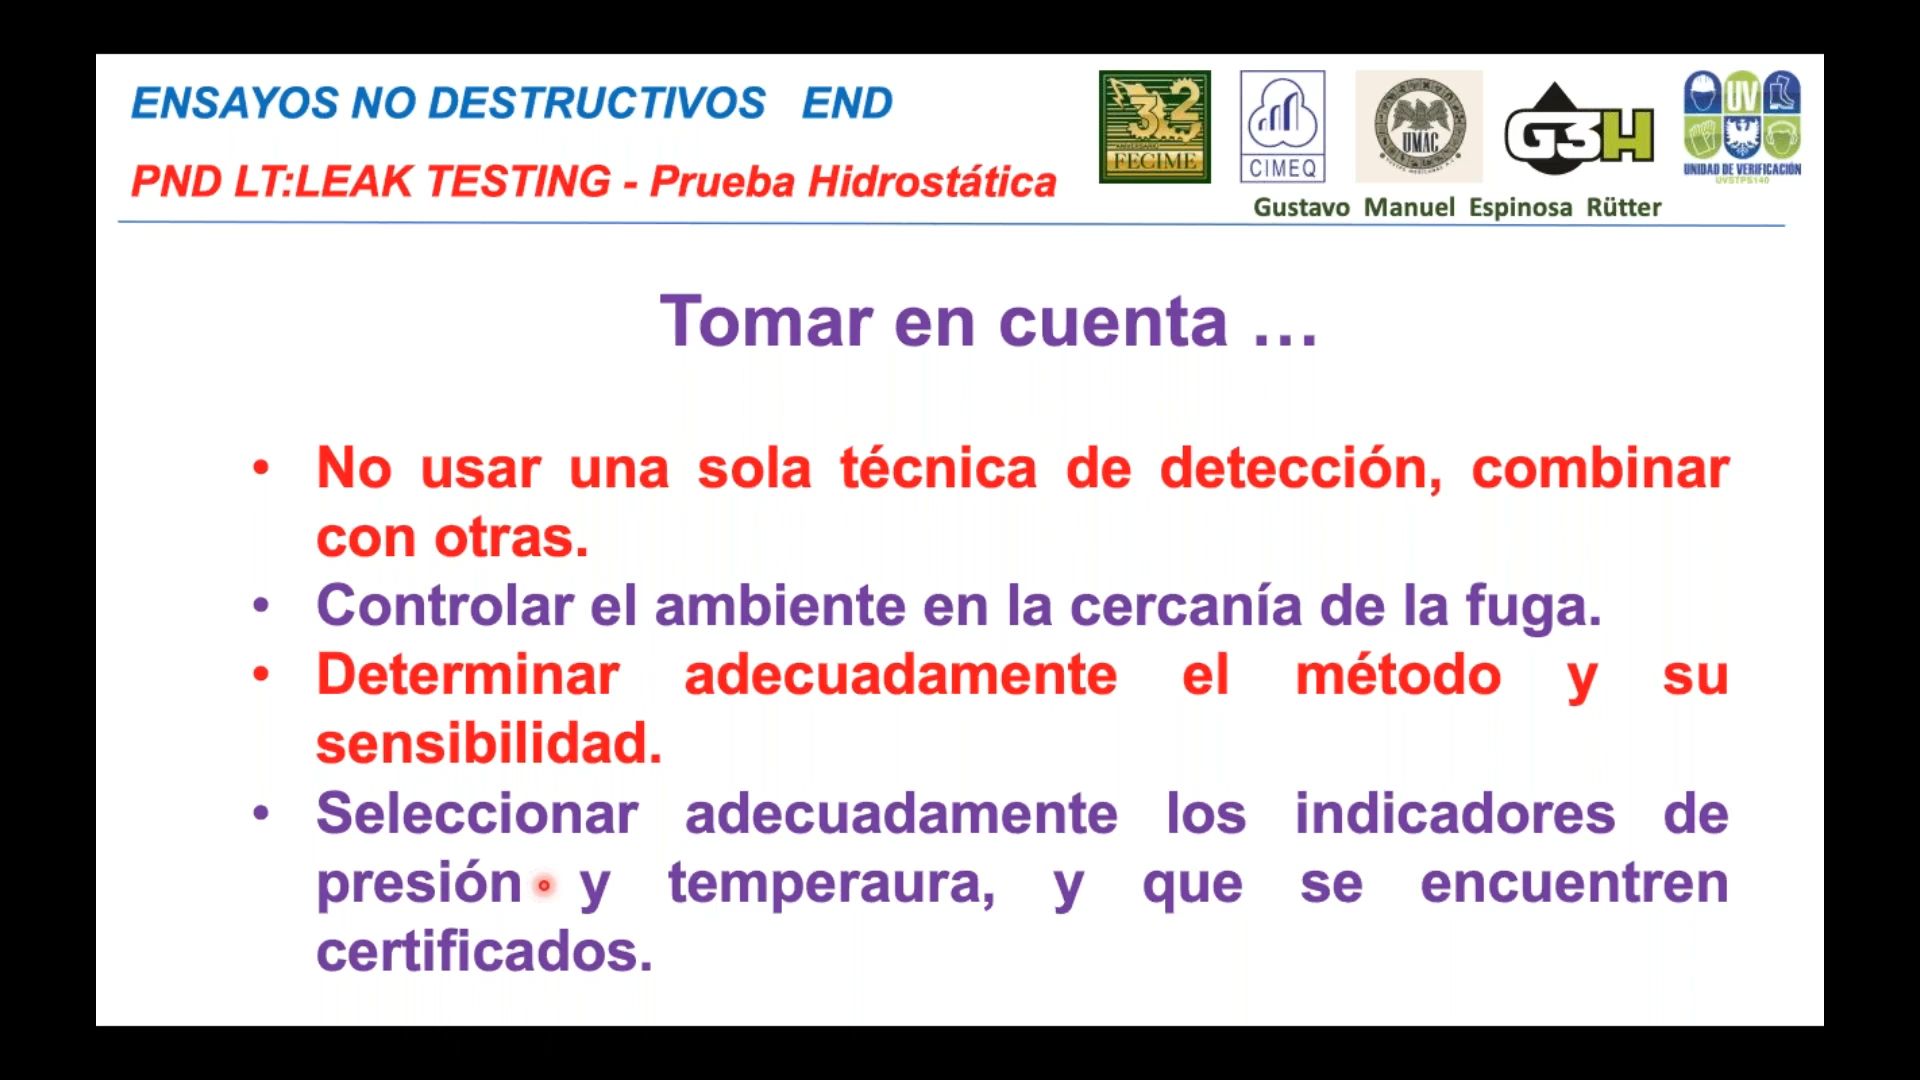 ENSAYOS NO DESTRUCTIVOS END
PND LT:LEAK TESTING - Prueba Hidrostática
32
ANIVERSARIO
FECIME
CIMEQ
UMAC
G3H
UV
UNIDAD DE VERIFICACIÓN
UVSTPS140
Gustavo Manuel Espinosa Rütter
Tomar en cuenta …
• No usar una sola técnica de detección, combinar
con otras.
• Controlar el ambiente en la cercanía de la fuga.
• Determinar adecuadamente el método y su
sensibilidad.
• Seleccionar adecuadamente los indicadores de
presión y temperaura, y que se encuentren
certificados.